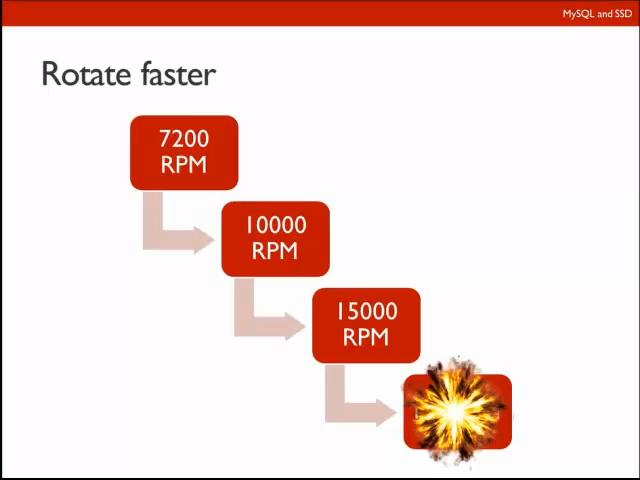 MySQL and SSD
Rotate faster
7200
RPM
10000
RPM
15000
RPM